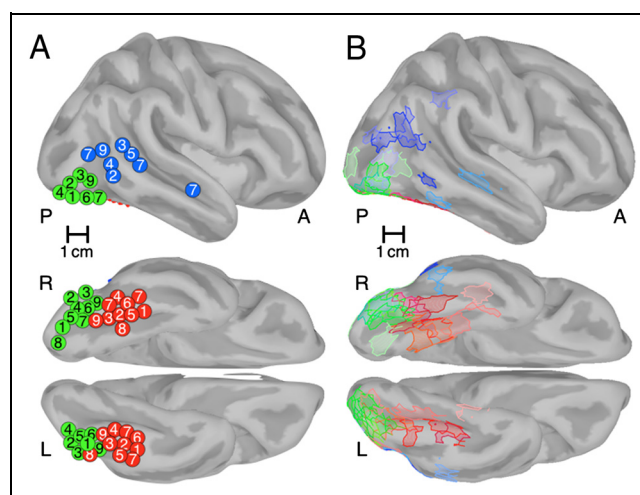 A
B
7 9 3 5
4 7
2
7
3
2 9
4 1 6 7
P
A
P
A
1 cm
1 cm
R
R
2 3
4 6 9 7 4 6 7
5 7 9 3 2 5 1
1
8
8
L
L
4
2 5 6 9 4 7 6
1 3 2 1
3 9
8 5 7